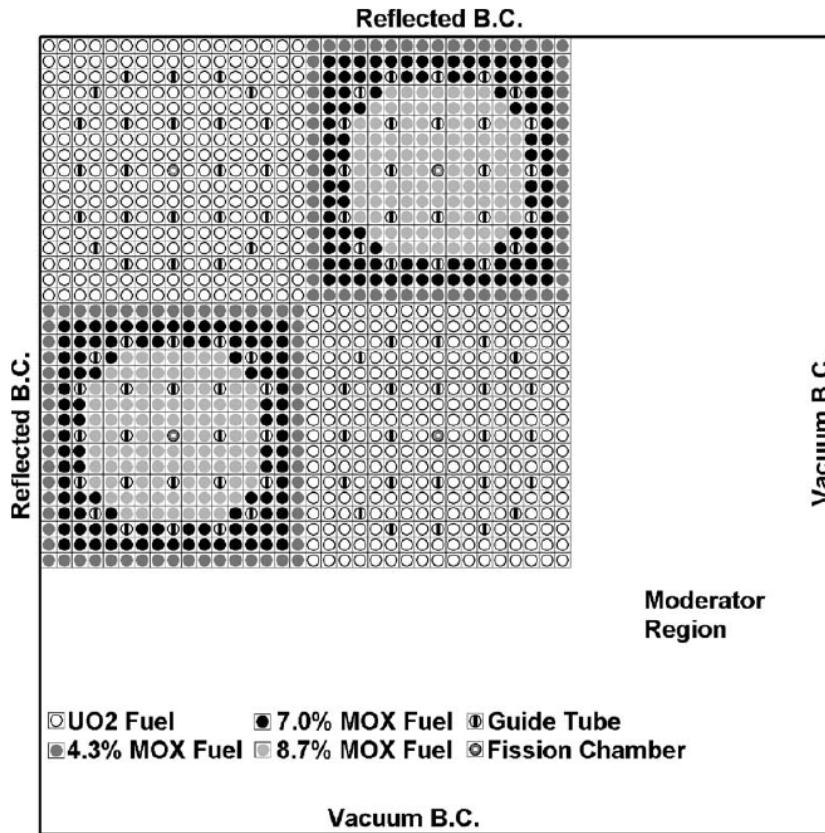 Reflected B.C.
Reflected B.C.
Vacuum B.C.
Moderator
Region
UO2 Fuel 7.0% MOX Fuel Guide Tube
4.3% MOX Fuel 8.7% MOX Fuel Fission Chamber
Vacuum B.C.